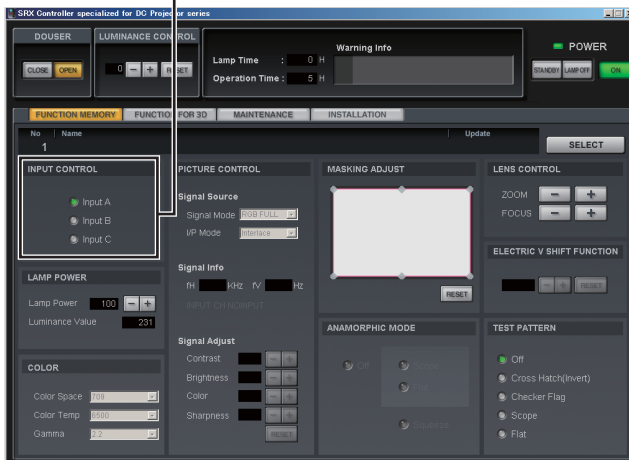 SRX Controller specialized for DC Projector series
DOUSER
CLOSE OPEN
LUMINANCE CONTROL
0 - + RESET
Lamp Time : 0 H
Operation Time : 5 H
Warning Info
POWER
STANDBY LAMP OFF ON
FUNCTION MEMORY FUNCTION FOR 3D MAINTENANCE INSTALLATION
No Name Update
1
SELECT
INPUT CONTROL
Input A
Input B
Input C
LAMP POWER
Lamp Power 100 - +
Luminance Value 231
COLOR
Color Space 709
Color Temp 6500
Gamma 2.2
PICTURE CONTROL
Signal Source
Signal Mode RGB FULL
I/P Mode Interlace
Signal Info
fH KHz fV Hz
INPUT CH NOINPUT
Signal Adjust
Contrast - +
Brightness - +
Color - +
Sharpness - +
RESET
MASKING ADJUST
RESET
ANAMORPHIC MODE
Off
Scope
Flat
Squeeze
LENS CONTROL
ZOOM - +
FOCUS - +
ELECTRIC V SHIFT FUNCTION
- + RESET
TEST PATTERN
Off
Cross Hatch(Invert)
Checker Flag
Scope
Flat